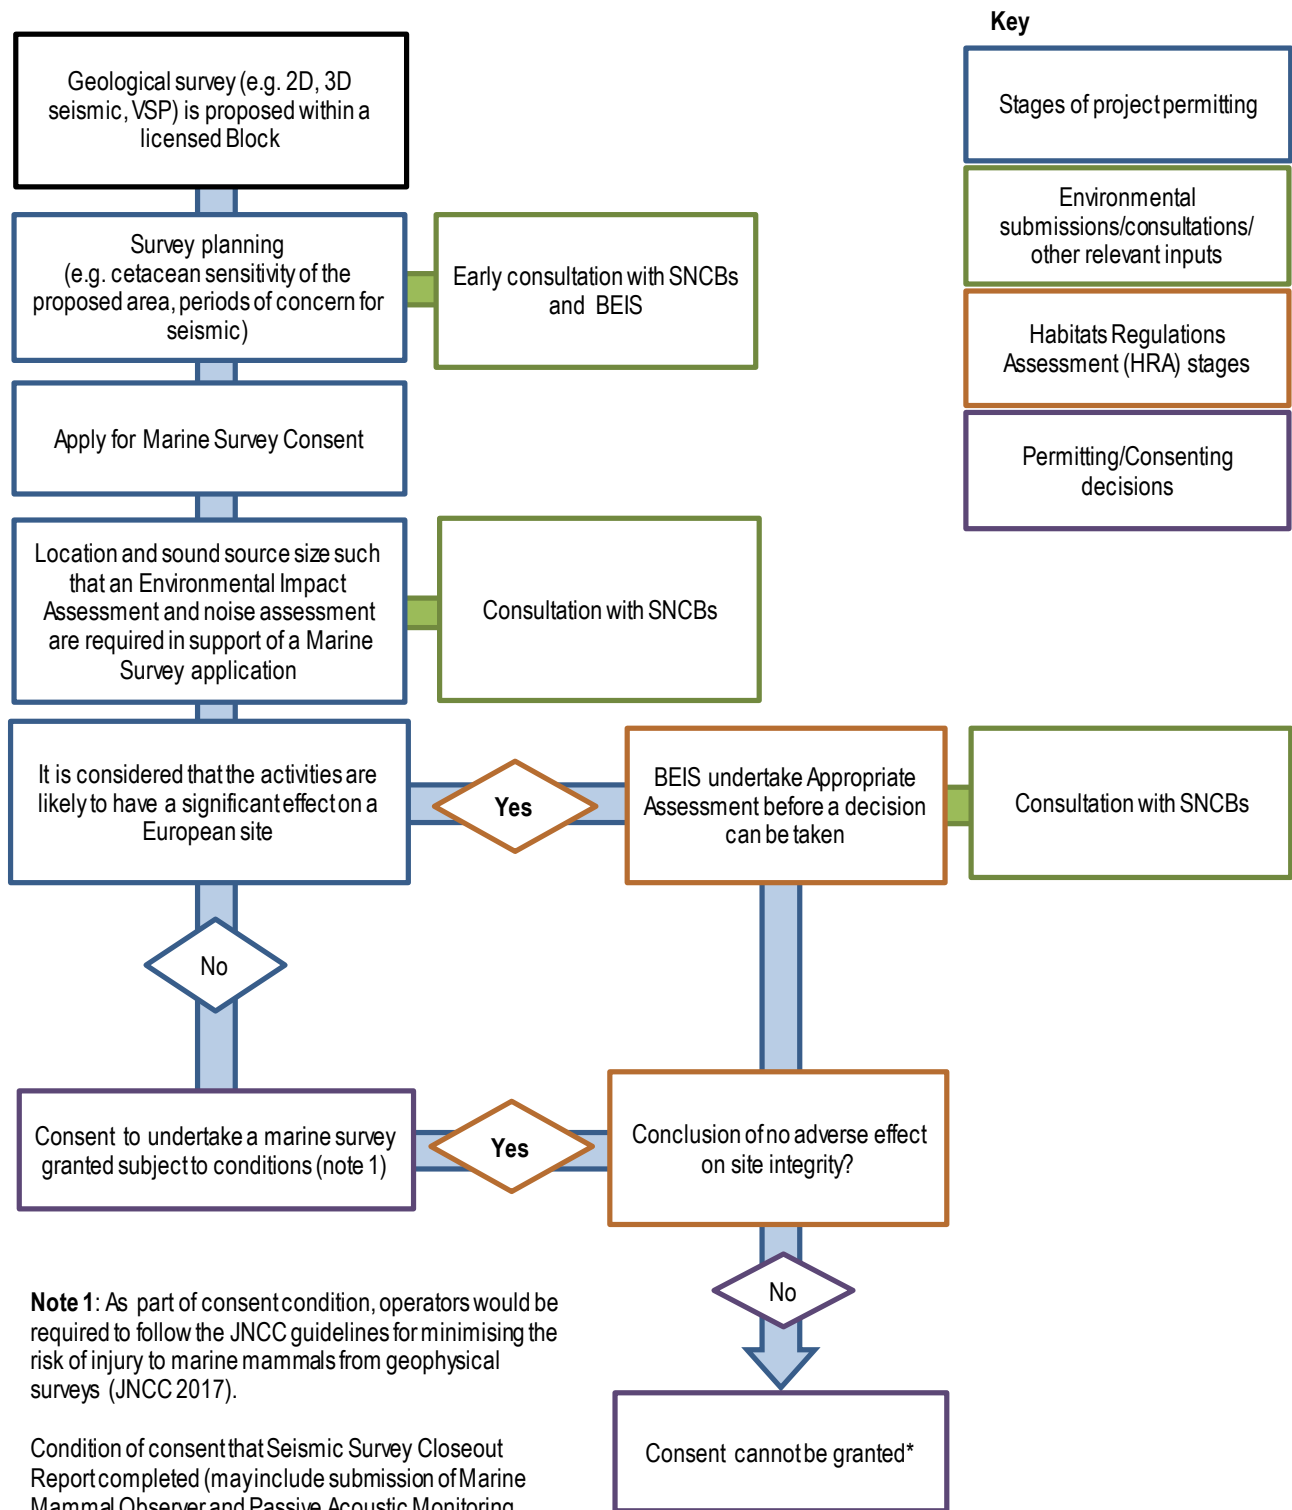 Key
Geological survey (e.g. 2D, 3D
seismic, VSP) is proposed within a
licensed Block
Stages of project permitting
Survey planning
(e.g. cetacean sensitivity of the
proposed area, periods of concern for
seismic)
Early consultation with SNCBs
and BEIS
Environmental
submissions/consultations/
other relevant inputs
Habitats Regulations
Assessment (HRA) stages
Apply for Marine Survey Consent
Permitting/Consenting
decisions
Location and sound source size such
that an Environmental Impact
Assessment and noise assessment
are required in support of a Marine
Survey application
Consultation with SNCBs
It is considered that the activities are
likely to have a significant effect on a
European site
Yes
BEIS undertake Appropriate
Assessment before a decision
can be taken
Consultation with SNCBs
No
Consent to undertake a marine survey
granted subject to conditions (note 1)
Yes
Conclusion of no adverse effect
on site integrity?
No
Consent cannot be granted*
Note 1: As part of consent condition, operators would be
required to follow the JNCC guidelines for minimising the
risk of injury to marine mammals from geophysical
surveys (JNCC 2017).
Condition of consent that Seismic Survey Closeout
Report completed (may include submission of Marine
Mammal Observer and Passive Acoustic Monitoring